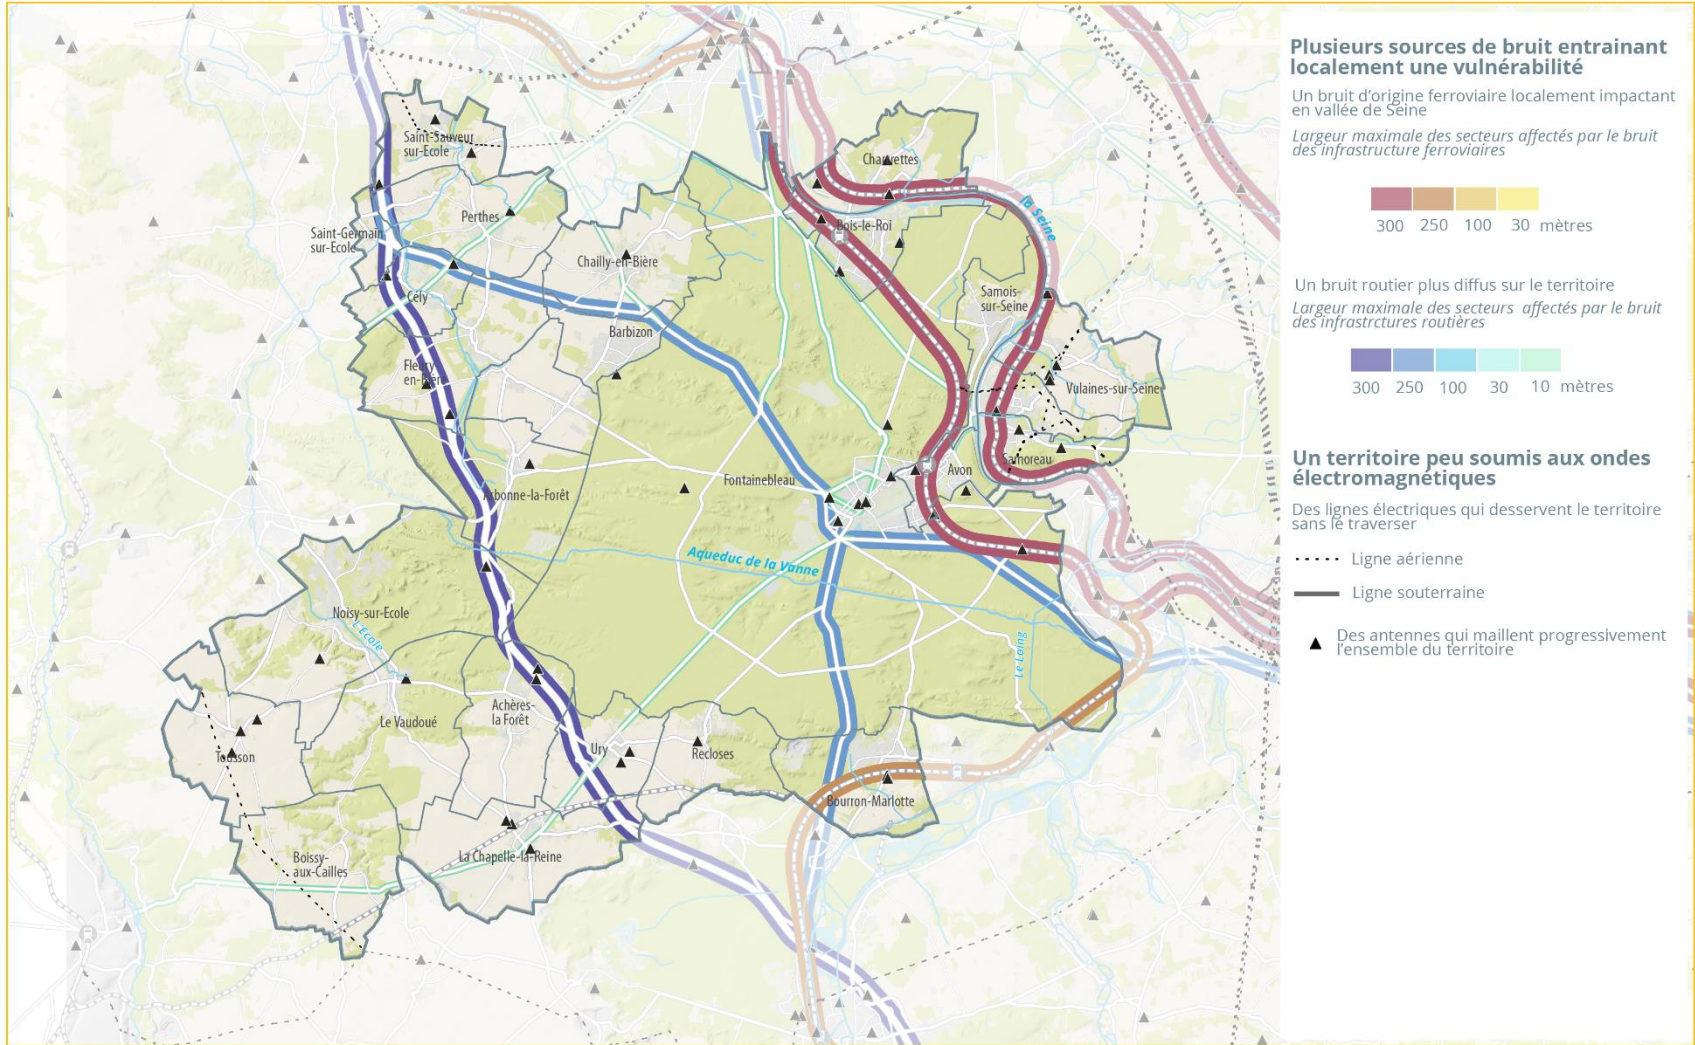 Plusieurs sources de bruit entrainant
localement une vulnérabilité
Un bruit d'origine ferroviaire localement impactant
en vallée de Seine
Largeur maximale des secteurs affectés par le bruit
des infrastructure ferroviaires
300 250 100 30 mètres
Un bruit routier plus diffus sur le territoire
Largeur maximale des secteurs affectés par le bruit
des infrastrctures routières
300 250 100 30 10 mètres
Un territoire peu soumis aux ondes
électromagnétiques
Des lignes électriques qui desservent le territoire
sans le traverser
Ligne aérienne
Ligne souterraine
Des antennes qui maillent progressivement
l'ensemble du territoire
Saint-Sauveur
sur-Ecole
Chartrettes
Perthes
la Seine
Bois-le-Roi
Saint-Germain
sur-Ecole
Chailly-en-Bière
Cély
Samois-
sur-Seine
Barbizon
Fleury
en-Bière
Vulaines-sur-Seine
Samoreau
Avon
Fontainebleau
Arbonne-la-Forêt
Aqueduc de la Vanne
Noisy-sur-Ecole
L'Ecole
Le Loing
Achères-
la Forêt
Le Vaudoué
Ury
Recloses
Tousson
Bourron-Marlotte
La Chapelle-la-Reine
Boissy-
aux-Cailles